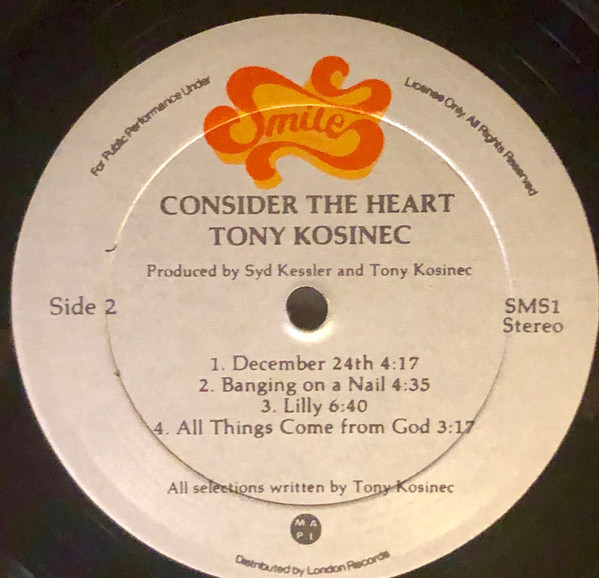 For Public Performance Under
License Only. All Rights Reserved
Smile
CONSIDER THE HEART
TONY KOSINEC
Produced by Syd Kessler and Tony Kosinec
Side 2
SMS1
Stereo
1. December 24th 4:17
2. Banging on a Nail 4:35
3. Lilly 6:40
4. All Things Come from God 3:17
All selections written by Tony Kosinec
M A
P L
Distributed by London Records